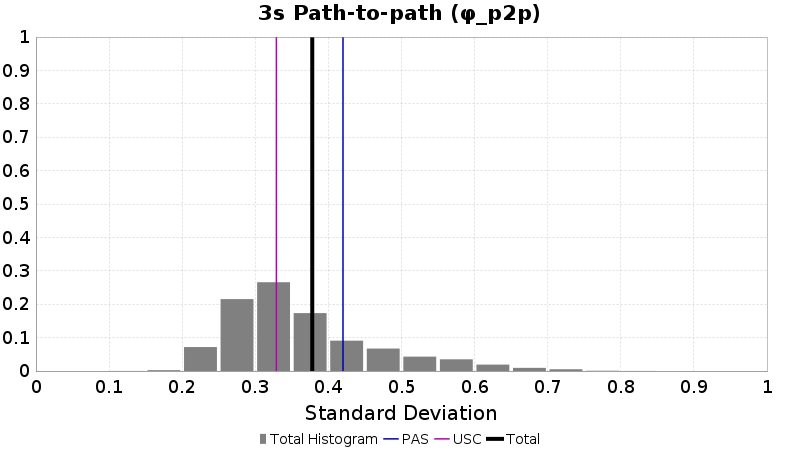 3s Path-to-path (φ_p2p)
1
0.9
0.8
0.7
0.6
0.5
0.4
0.3
0.2
0.1
0
0 0.1 0.2 0.3 0.4 0.5 0.6 0.7 0.8 0.9 1
Standard Deviation
Total Histogram PAS USC Total